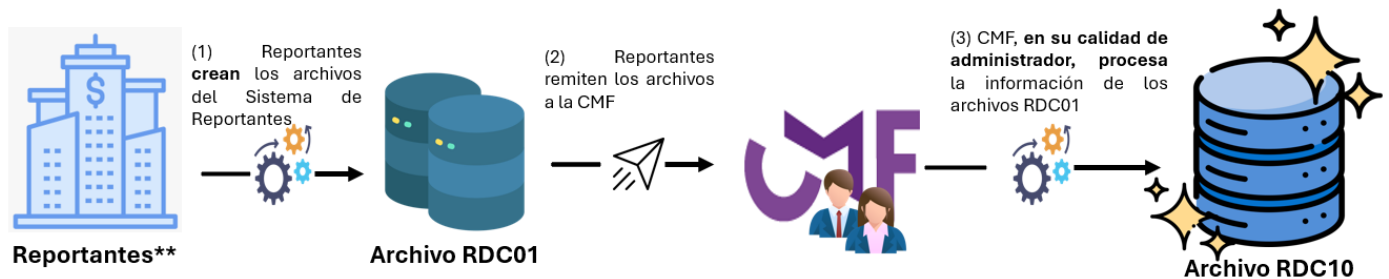 (1) Reportantes
crean los archivos
del Sistema de
Reportantes
(2) Reportantes
remiten los archivos
a la CMF
(3) CMF, en su calidad de
administrador, procesa
la información de los
archivos RDC01
$
CMF
Reportantes**
Archivo RDC01
Archivo RDC10